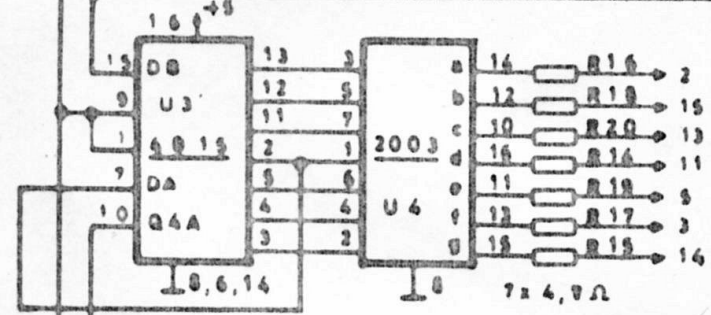 16 +5
15 DB 13 3 a 14 R16 2
9 U3 12 5 b 12 R18 15
11 7 c 10 R20 13
1 4015 2 1 2003 d 16 R14 11
7 DA 5 6 e 11 R19
10 Q4A 4 4 U4 f 13 R17 3
3 2 g 15 R15 14
8,6,14 8 7x 4,7Ω